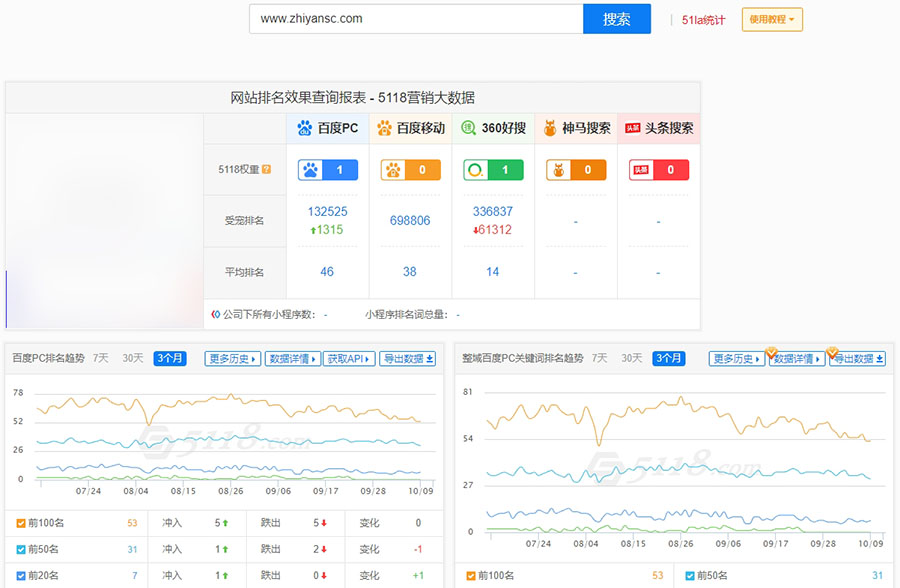 www.zhiyansc.com 搜索 51la统计 使用教程
网站排名效果查询报表 - 5118营销大数据
百度PC 百度移动 360好搜 神马搜索 头条搜索
5118权重 ? 1 0 1 0 头条 0
受宠排名 132525 698806 336837 - -
1315 61312
平均排名 46 38 14 - -
公司下所有小程序数： - 小程序排名词总量： -
百度PC排名趋势 7天 30天 3个月 更多历史 数据详情 获取API 导出数据
78
52
26
0
07/24 08/04 08/15 08/26 09/06 09/17 09/28 10/09
5118.com
前100名 53 冲入 5 跌出 5 变化 0
前50名 31 冲入 1 跌出 2 变化 -1
前20名 7 冲入 1 跌出 0 变化 +1
整域百度PC关键词排名趋势 7天 30天 3个月 更多历史 数据详情 导出数据
81
54
27
0
07/24 08/04 08/15 08/26 09/06 09/17 09/28 10/09
5118.com
前100名 53 前50名 31